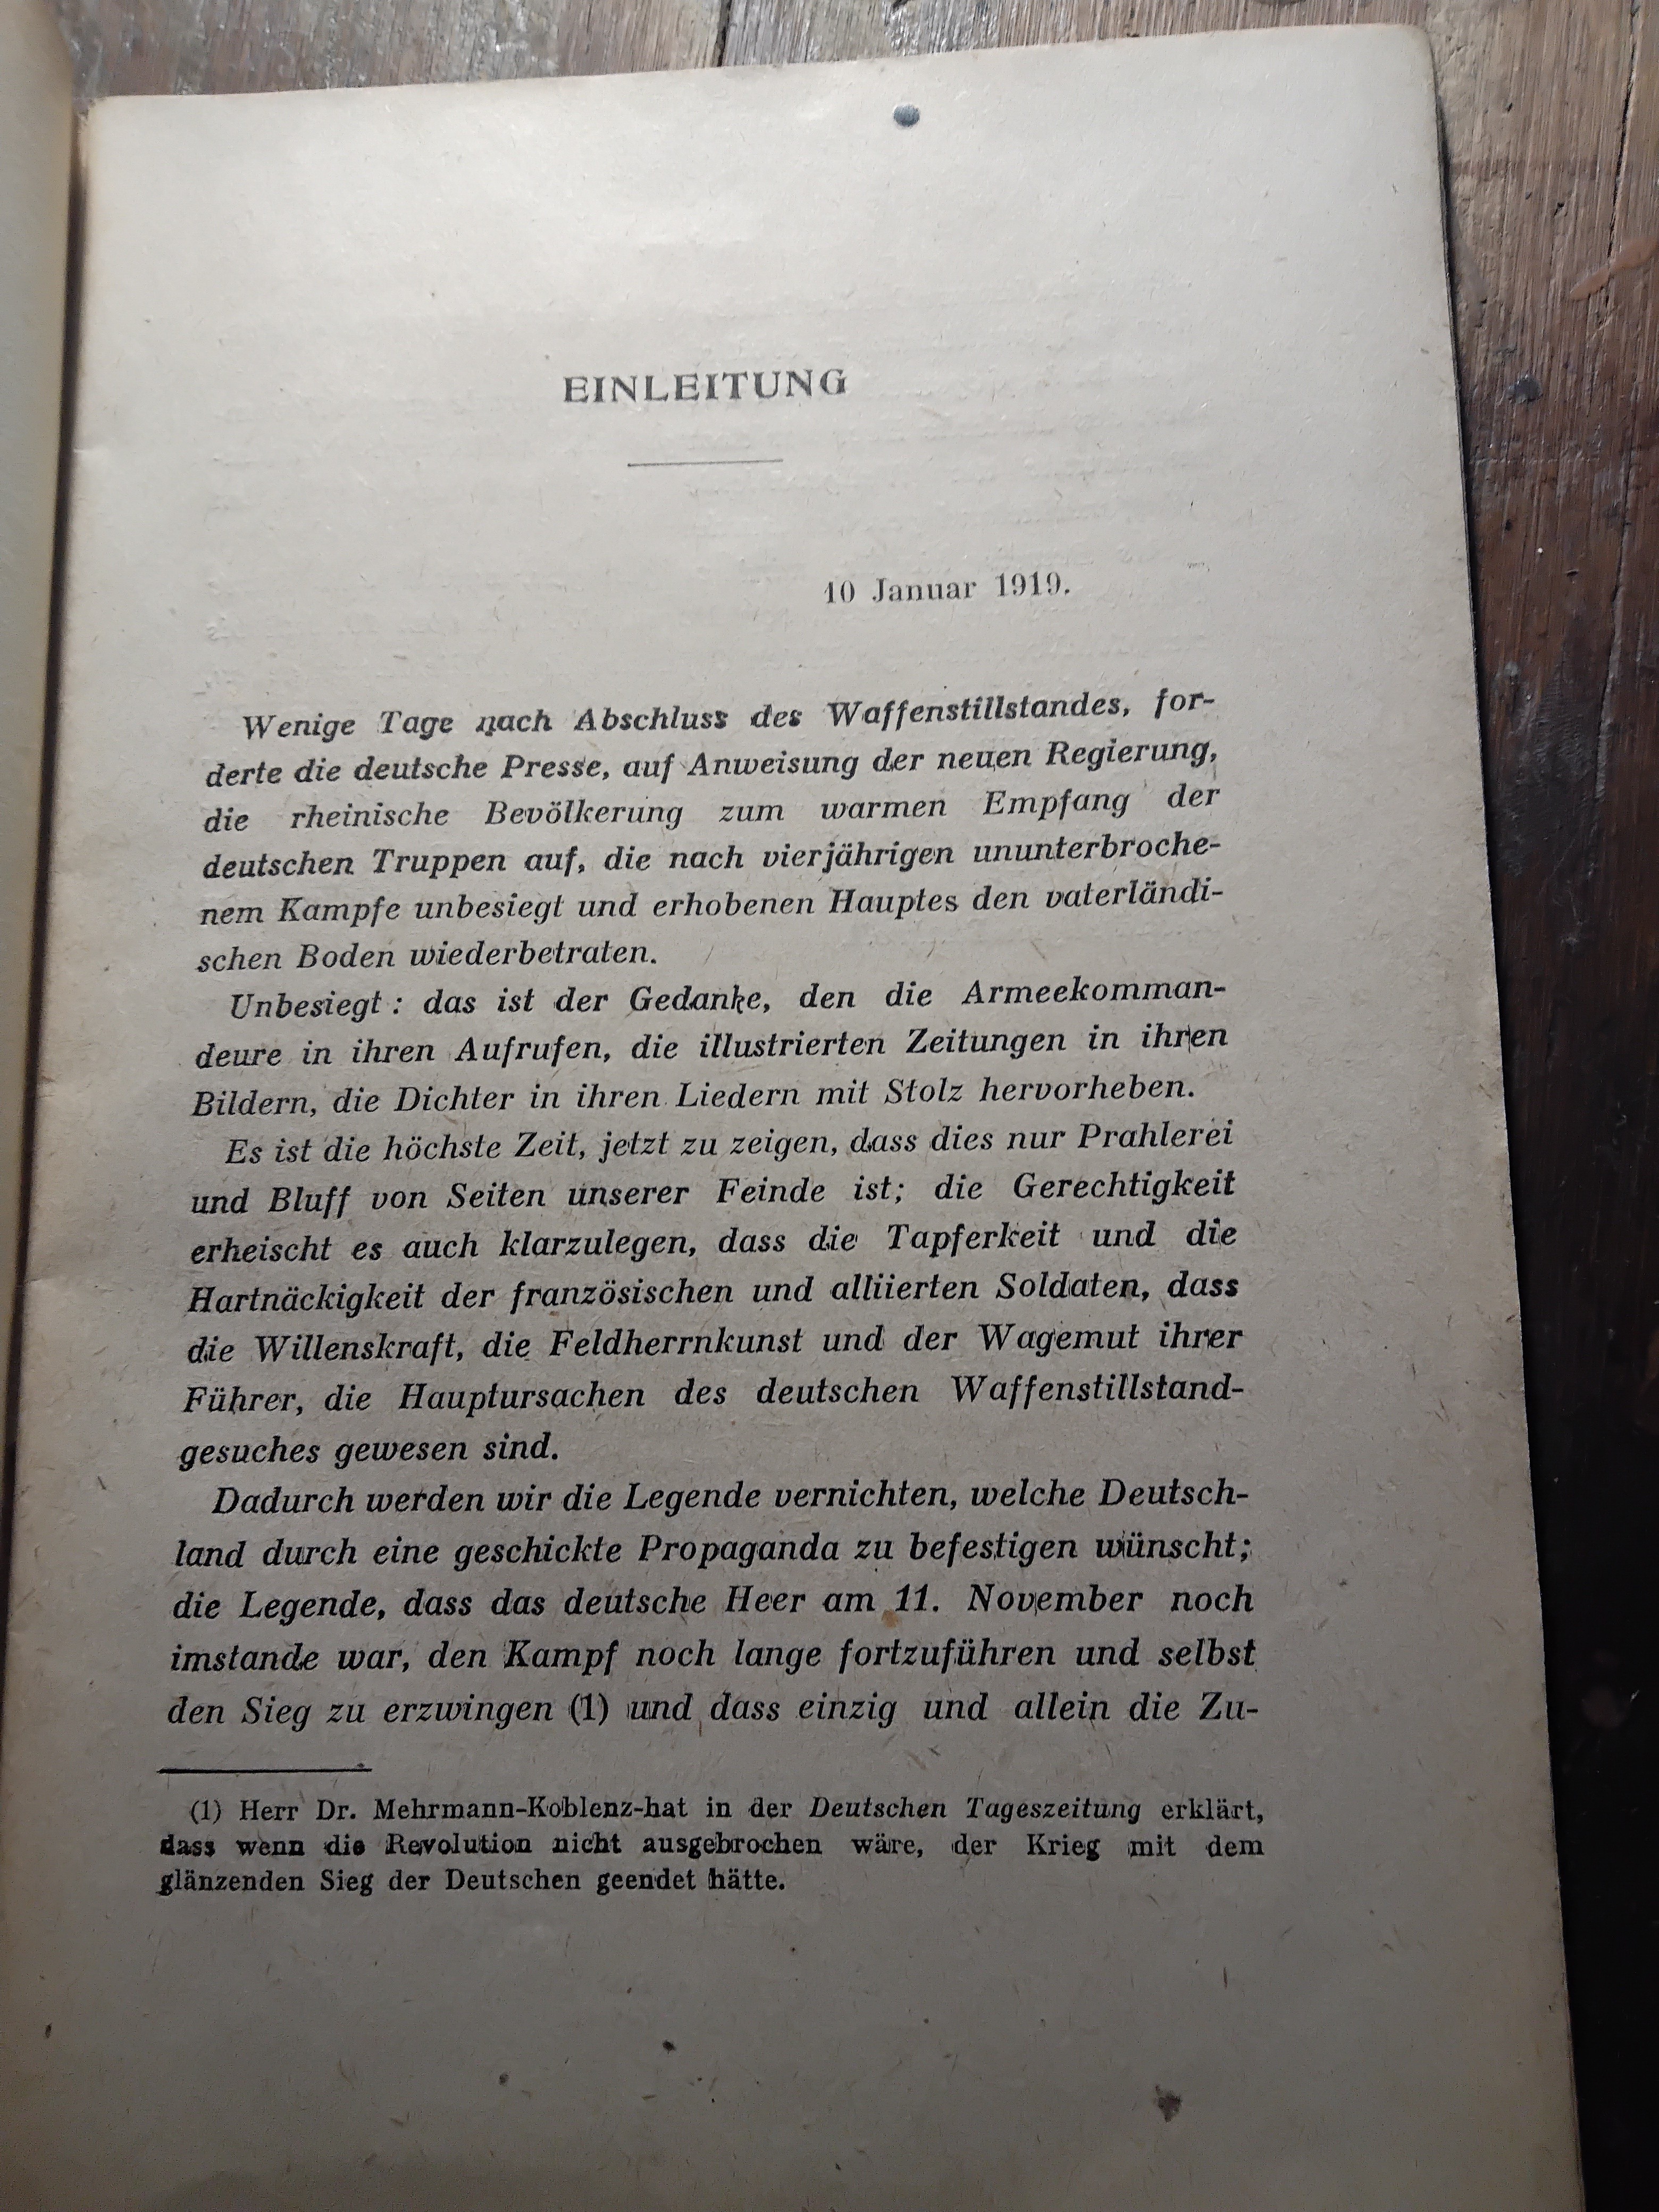 EINLEITUNG
10 Januar 1919.
Wenige Tage nach Abschluss des Waffenstillstandes, for-
derte die deutsche Presse, auf Anweisung der neuen Regierung,
die rheinische Bevölkerung zum warmen Empfang der
deutschen Truppen auf, die nach vierjährigen ununterbroche-
nem Kampfe unbesiegt und erhobenen Hauptes den vaterländi-
schen Boden wiederbetraten.
Unbesiegt : das ist der Gedanke, den die Armeekomman-
deure in ihren Aufrufen, die illustrierten Zeitungen in ihren
Bildern, die Dichter in ihren Liedern mit Stolz hervorheben.
Es ist die höchste Zeit, jetzt zu zeigen, dass dies nur Prahlerei
und Bluff von Seiten unserer Feinde ist; die Gerechtigkeit
erheischt es auch klarzulegen, dass die Tapferkeit und die
Hartnäckigkeit der französischen und alliierten Soldaten, dass
die Willenskraft, die Feldherrnkunst und der Wagemut ihrer
Führer, die Hauptursachen des deutschen Waffenstillstand-
gesuches gewesen sind.
Dadurch werden wir die Legende vernichten, welche Deutsch-
land durch eine geschickte Propaganda zu befestigen wünscht;
die Legende, dass das deutsche Heer am 11. November noch
imstande war, den Kampf noch lange fortzuführen und selbst
den Sieg zu erzwingen (1) und dass einzig und allein die Zu-
(1) Herr Dr. Mehrmann-Koblenz-hat in der Deutschen Tageszeitung erklärt,
dass wenn die Revolution nicht ausgebrochen wäre, der Krieg mit dem
glänzenden Sieg der Deutschen geendet hätte.